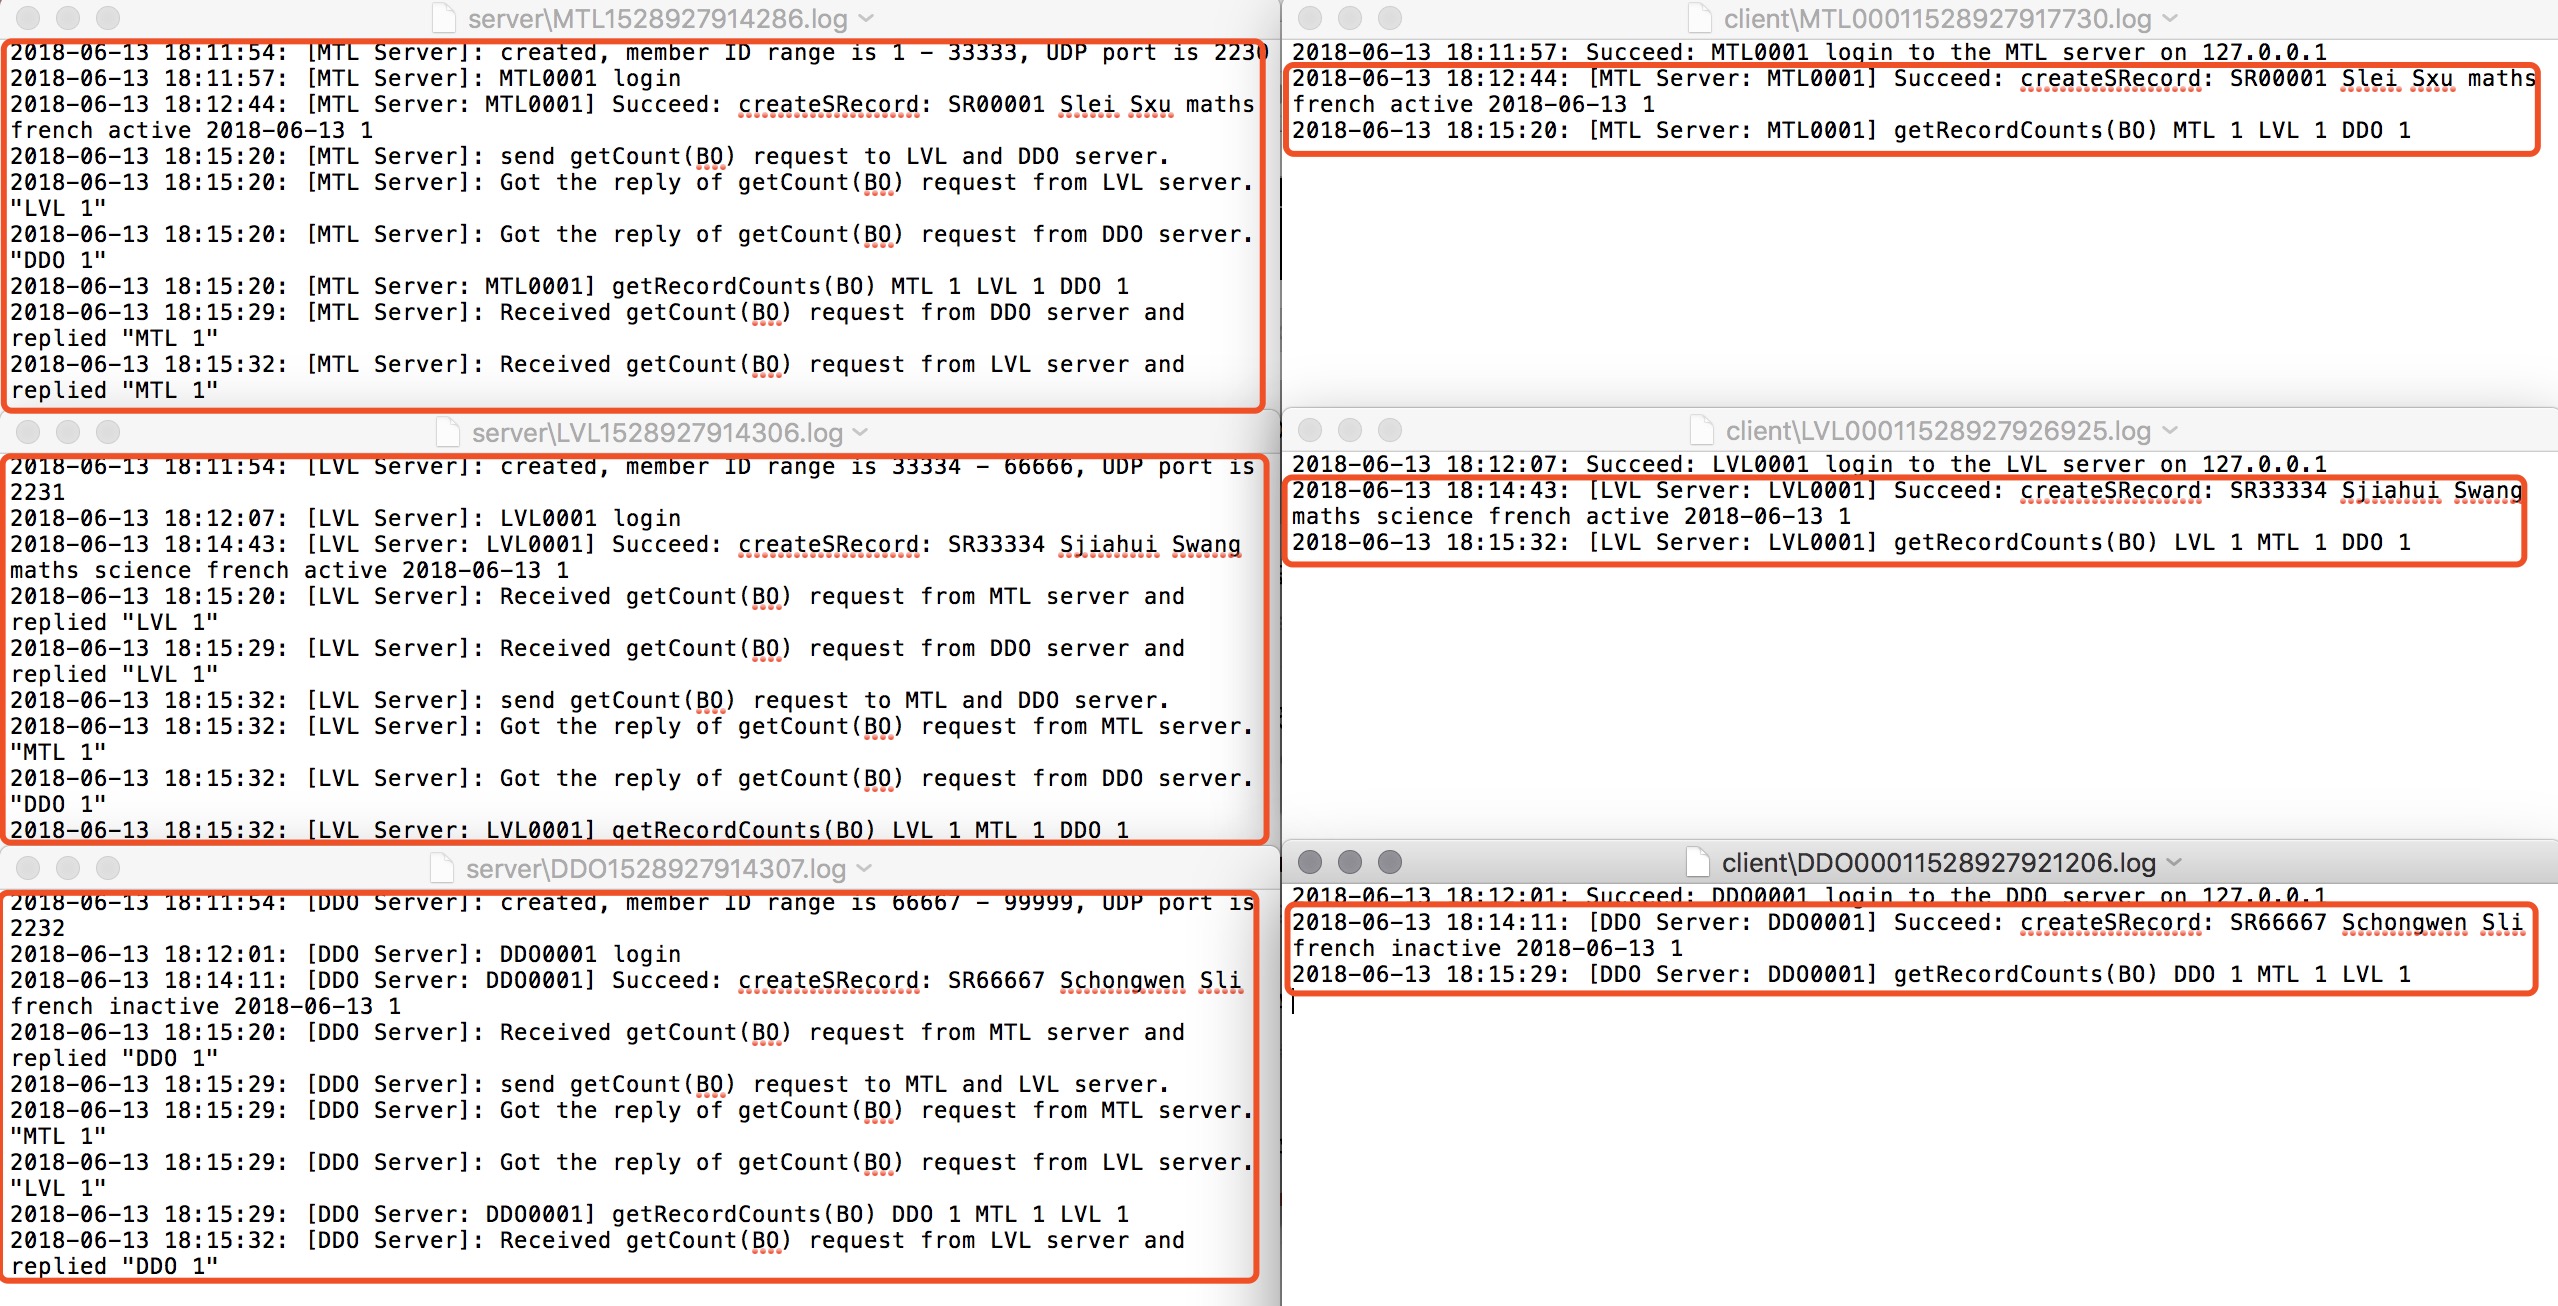 server\MTL1528927914286.log
2018-06-13 18:11:54: [MTL Server]: created, member ID range is 1 - 33333, UDP port is 2230
2018-06-13 18:11:57: [MTL Server]: MTL0001 login
2018-06-13 18:12:44: [MTL Server: MTL0001] Succeed: createSRecord: SR00001 Slei Sxu maths
french active 2018-06-13 1
2018-06-13 18:15:20: [MTL Server]: send getCount(BO) request to LVL and DDO server.
2018-06-13 18:15:20: [MTL Server]: Got the reply of getCount(BO) request from LVL server.
"LVL 1"
2018-06-13 18:15:20: [MTL Server]: Got the reply of getCount(BO) request from DDO server.
"DDO 1"
2018-06-13 18:15:20: [MTL Server: MTL0001] getRecordCounts(BO) MTL 1 LVL 1 DDO 1
2018-06-13 18:15:29: [MTL Server]: Received getCount(BO) request from DDO server and
replied "MTL 1"
2018-06-13 18:15:32: [MTL Server]: Received getCount(BO) request from LVL server and
replied "MTL 1"
client\MTL00011528927917730.log
2018-06-13 18:11:57: Succeed: MTL0001 login to the MTL server on 127.0.0.1
2018-06-13 18:12:44: [MTL Server: MTL0001] Succeed: createSRecord: SR00001 Slei Sxu maths
french active 2018-06-13 1
2018-06-13 18:15:20: [MTL Server: MTL0001] getRecordCounts(BO) MTL 1 LVL 1 DDO 1
server\LVL1528927914306.log
2018-06-13 18:11:54: [LVL Server]: created, member ID range is 33334 - 66666, UDP port is
2231
2018-06-13 18:12:07: [LVL Server]: LVL0001 login
2018-06-13 18:14:43: [LVL Server: LVL0001] Succeed: createSRecord: SR33334 Sjiahui Swang
maths science french active 2018-06-13 1
2018-06-13 18:15:20: [LVL Server]: Received getCount(BO) request from MTL server and
replied "LVL 1"
2018-06-13 18:15:29: [LVL Server]: Received getCount(BO) request from DDO server and
replied "LVL 1"
2018-06-13 18:15:32: [LVL Server]: send getCount(BO) request to MTL and DDO server.
2018-06-13 18:15:32: [LVL Server]: Got the reply of getCount(BO) request from MTL server.
"MTL 1"
2018-06-13 18:15:32: [LVL Server]: Got the reply of getCount(BO) request from DDO server.
"DDO 1"
2018-06-13 18:15:32: [LVL Server: LVL0001] getRecordCounts(BO) LVL 1 MTL 1 DDO 1
client\LVL00011528927926925.log
2018-06-13 18:12:07: Succeed: LVL0001 login to the LVL server on 127.0.0.1
2018-06-13 18:14:43: [LVL Server: LVL0001] Succeed: createSRecord: SR33334 Sjiahui Swang
maths science french active 2018-06-13 1
2018-06-13 18:15:32: [LVL Server: LVL0001] getRecordCounts(BO) LVL 1 MTL 1 DDO 1
server\DDO1528927914307.log
2018-06-13 18:11:54: [DDO Server]: created, member ID range is 66667 - 99999, UDP port is
2232
2018-06-13 18:12:01: [DDO Server]: DDO0001 login
2018-06-13 18:14:11: [DDO Server: DDO0001] Succeed: createSRecord: SR66667 Schongwen Sli
french inactive 2018-06-13 1
2018-06-13 18:15:20: [DDO Server]: Received getCount(BO) request from MTL server and
replied "DDO 1"
2018-06-13 18:15:29: [DDO Server]: send getCount(BO) request to MTL and LVL server.
2018-06-13 18:15:29: [DDO Server]: Got the reply of getCount(BO) request from MTL server.
"MTL 1"
2018-06-13 18:15:29: [DDO Server]: Got the reply of getCount(BO) request from LVL server.
"LVL 1"
2018-06-13 18:15:29: [DDO Server: DDO0001] getRecordCounts(BO) DDO 1 MTL 1 LVL 1
2018-06-13 18:15:32: [DDO Server]: Received getCount(BO) request from LVL server and
replied "DDO 1"
client\DDO00011528927921206.log
2018-06-13 18:12:01: Succeed: DDO0001 login to the DDO server on 127.0.0.1
2018-06-13 18:14:11: [DDO Server: DDO0001] Succeed: createSRecord: SR66667 Schongwen Sli
french inactive 2018-06-13 1
2018-06-13 18:15:29: [DDO Server: DDO0001] getRecordCounts(BO) DDO 1 MTL 1 LVL 1